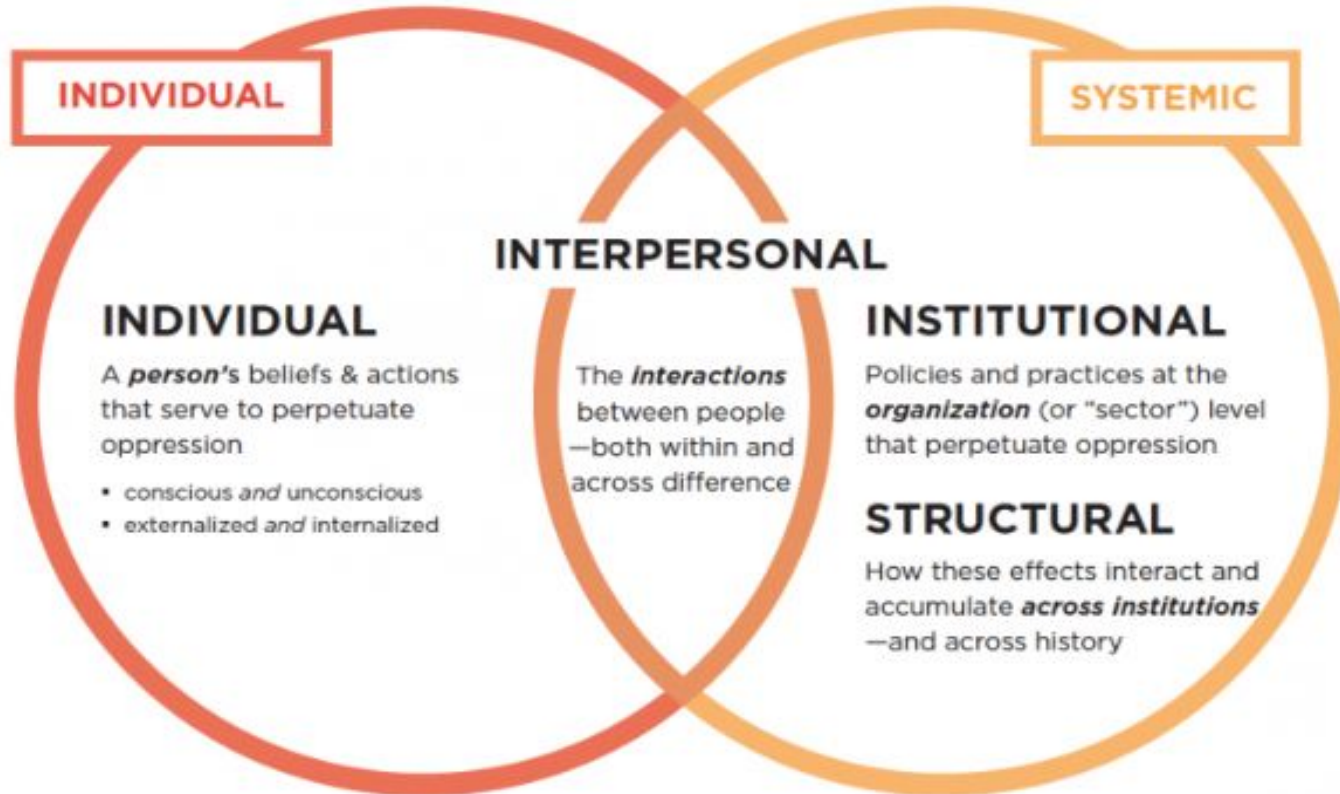 INDIVIDUAL
SYSTEMIC
INTERPERSONAL
INDIVIDUAL
A person's beliefs & actions
that serve to perpetuate
oppression
• conscious and unconscious
• externalized and internalized
The interactions
between people
—both within and
across difference
INSTITUTIONAL
Policies and practices at the
organization (or "sector") level
that perpetuate oppression
STRUCTURAL
How these effects interact and
accumulate across institutions
—and across history